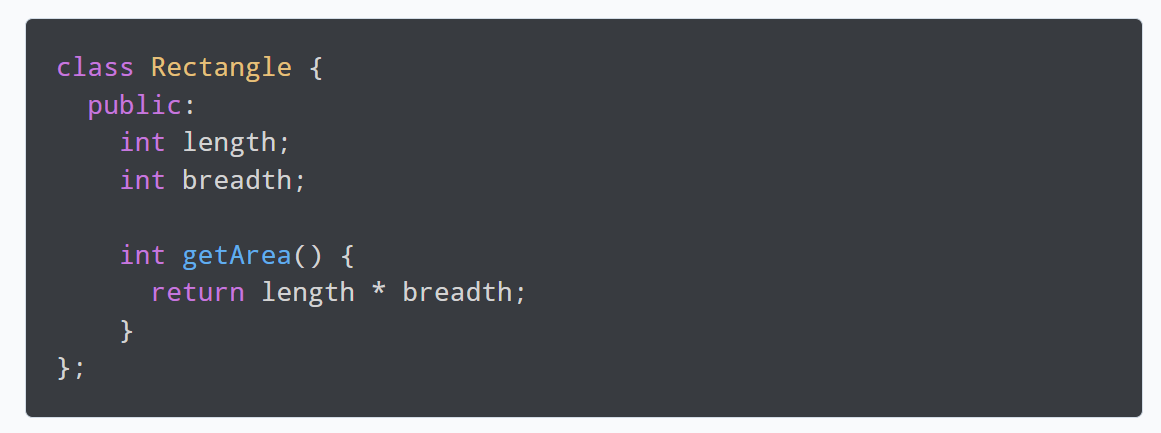 class Rectangle {
  public:
    int length;
    int breadth;

    int getArea() {
      return length * breadth;
    }
};